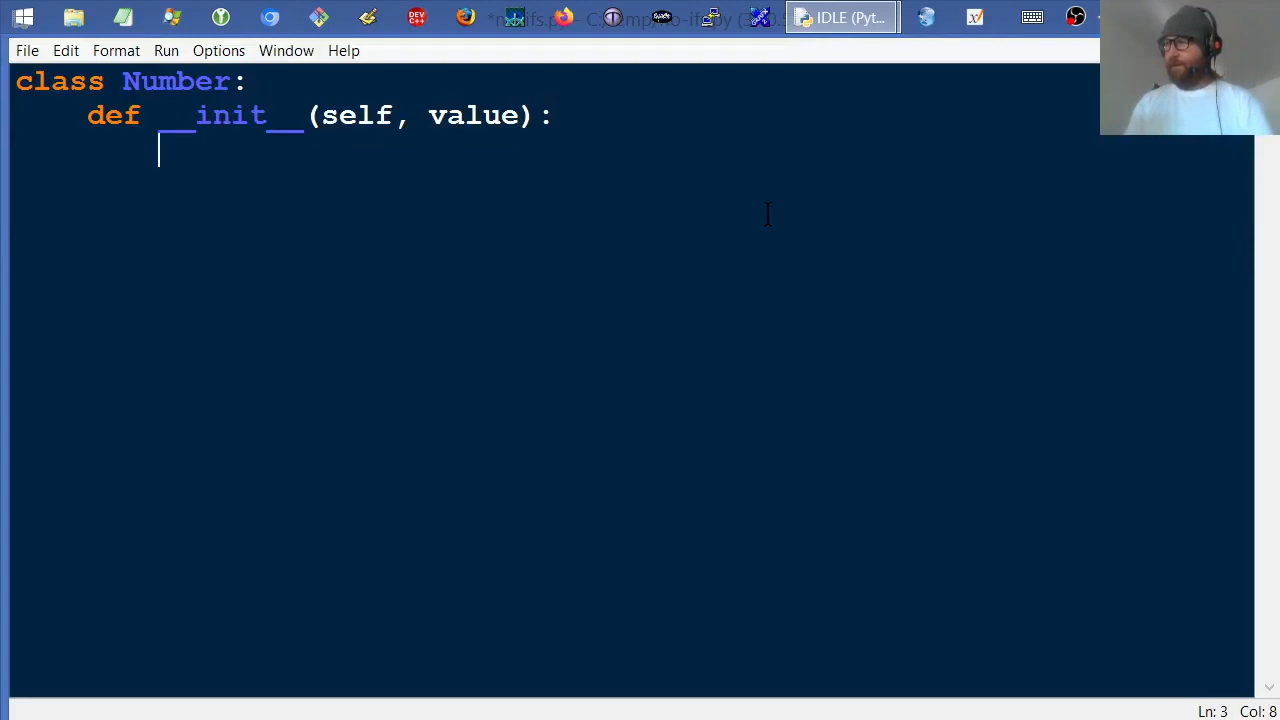 IDLE (Pyt...
File Edit Format Run Options Window Help
class Number:
    def __init__(self, value):
Ln: 3 Col: 8